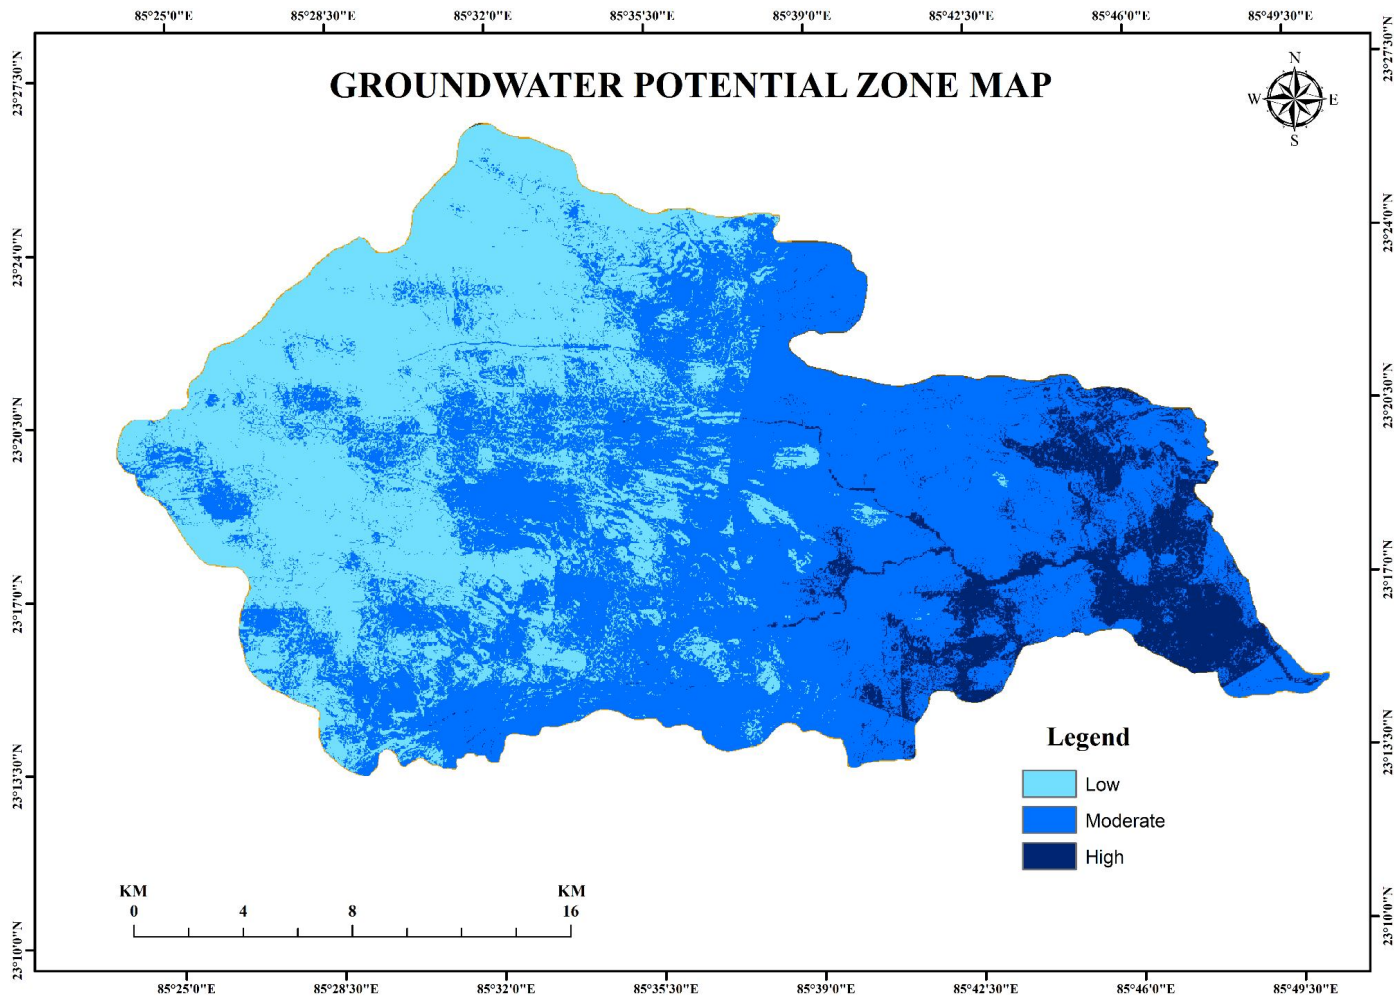 85°25'0"E 85°28'30"E 85°32'0"E 85°35'30"E 85°39'0"E 85°42'30"E 85°46'0"E 85°49'30"E
GROUNDWATER POTENTIAL ZONE MAP
N
W E
S
23°27'30"N
23°24'0"N
23°20'30"N
23°17'0"N
23°13'30"N
23°10'0"N
23°27'30"N
23°24'0"N
23°20'30"N
23°17'0"N
23°13'30"N
23°10'0"N
Legend
Low
Moderate
High
KM KM
0 4 8 16
85°25'0"E 85°28'30"E 85°32'0"E 85°35'30"E 85°39'0"E 85°42'30"E 85°46'0"E 85°49'30"E